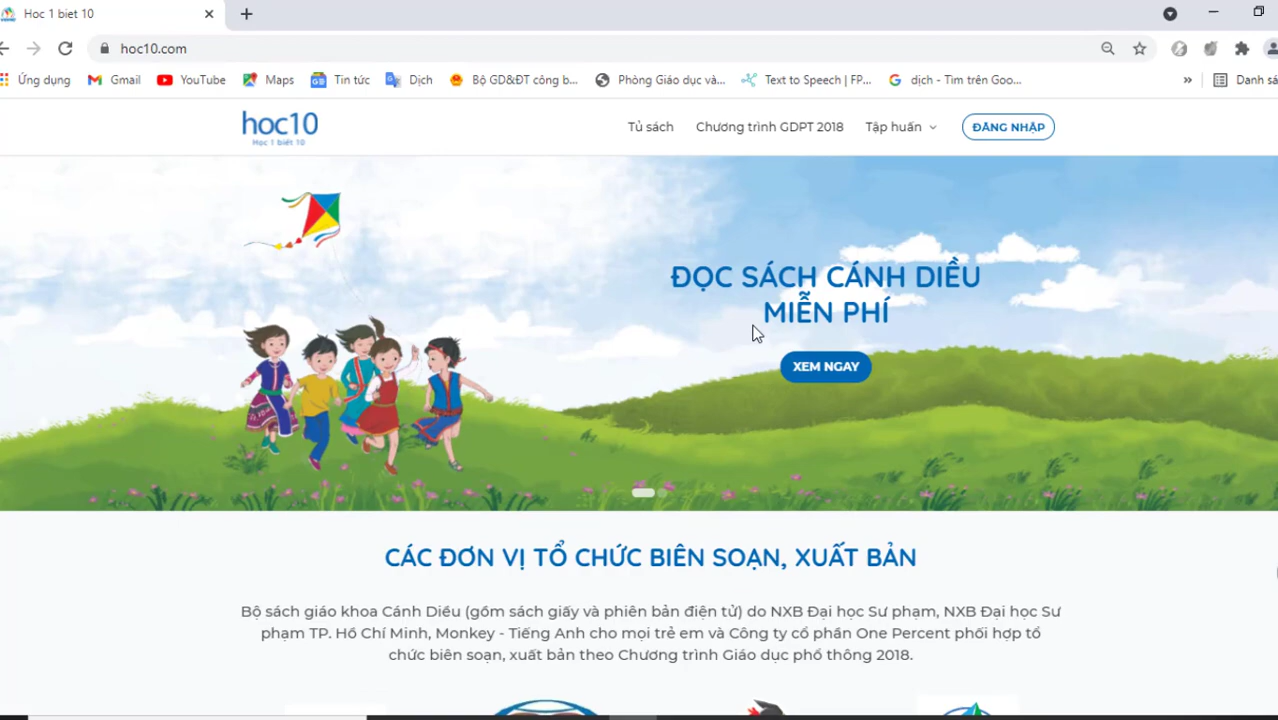 Hoc 1 biet 10
hoc10.com
Ứng dụng Gmail YouTube Maps Tin tức Dịch Bộ GD&ĐT công b... Phòng Giáo dục và... Text to Speech | FP... dịch - Tìm trên Goo... » Danh sá
hoc10
Học 1 biết 10
Tủ sách Chương trình GDPT 2018 Tập huấn ĐĂNG NHẬP
ĐỌC SÁCH CÁNH DIỀU
MIỄN PHÍ
XEM NGAY
CÁC ĐƠN VỊ TỔ CHỨC BIÊN SOẠN, XUẤT BẢN
Bộ sách giáo khoa Cánh Diều (gồm sách giấy và phiên bản điện tử) do NXB Đại học Sư phạm, NXB Đại học Sư
phạm TP. Hồ Chí Minh, Monkey - Tiếng Anh cho mọi trẻ em và Công ty cổ phần One Percent phối hợp tổ
chức biên soạn, xuất bản theo Chương trình Giáo dục phổ thông 2018.